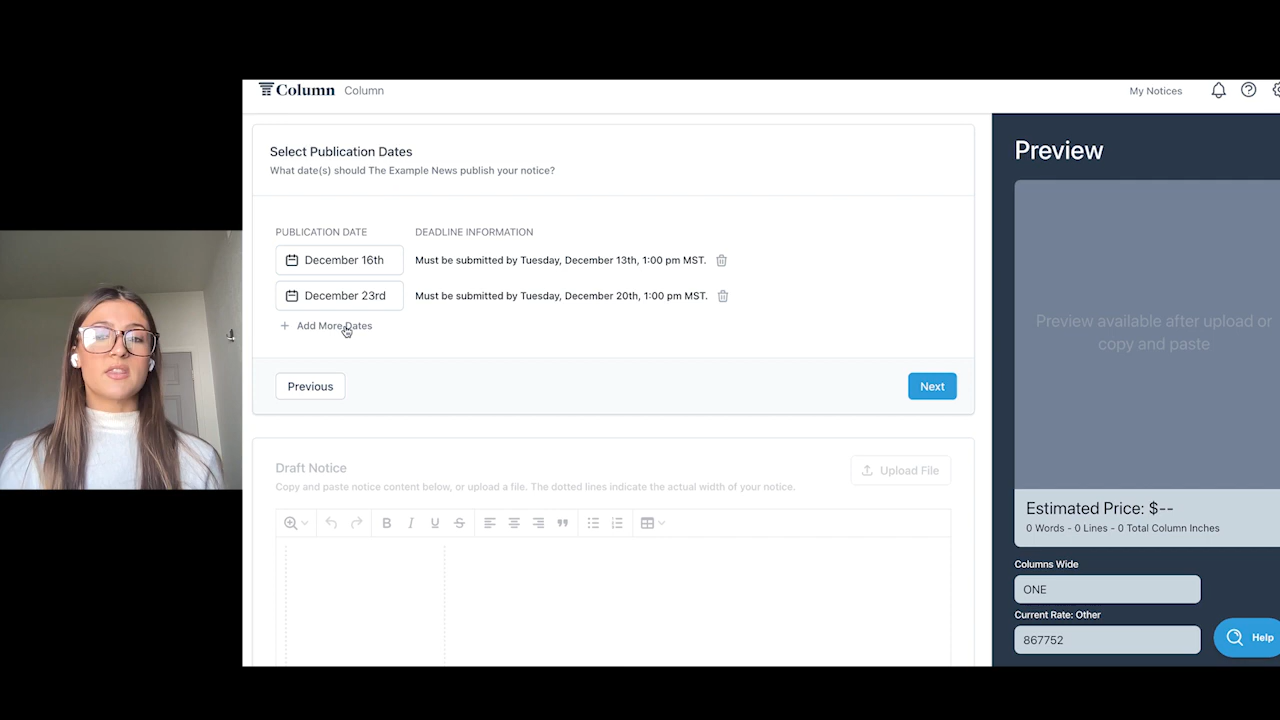 Column Column
My Notices
Select Publication Dates
What date(s) should The Example News publish your notice?
PUBLICATION DATE DEADLINE INFORMATION
December 16th Must be submitted by Tuesday, December 13th, 1:00 pm MST.
December 23rd Must be submitted by Tuesday, December 20th, 1:00 pm MST.
+ Add More Dates
Previous Next
Draft Notice
Copy and paste notice content below, or upload a file. The dotted lines indicate the actual width of your notice.
Upload File
B I U S
Preview
Preview available after upload or
copy and paste
Estimated Price: $--
0 Words - 0 Lines - 0 Total Column Inches
Columns Wide
ONE
Current Rate: Other
867752
Help